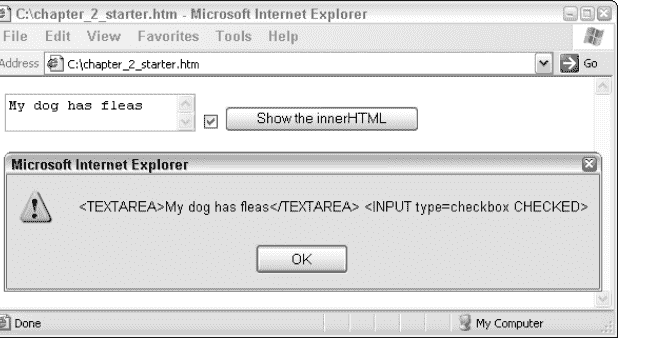 C:\chapter_2_starter.htm - Microsoft Internet Explorer
File Edit View Favorites Tools Help
Address C:\chapter_2_starter.htm Go
My dog has fleas Show the innerHTML
Microsoft Internet Explorer
<TEXTAREA>My dog has fleas</TEXTAREA> <INPUT type=checkbox CHECKED>
OK
Done My Computer